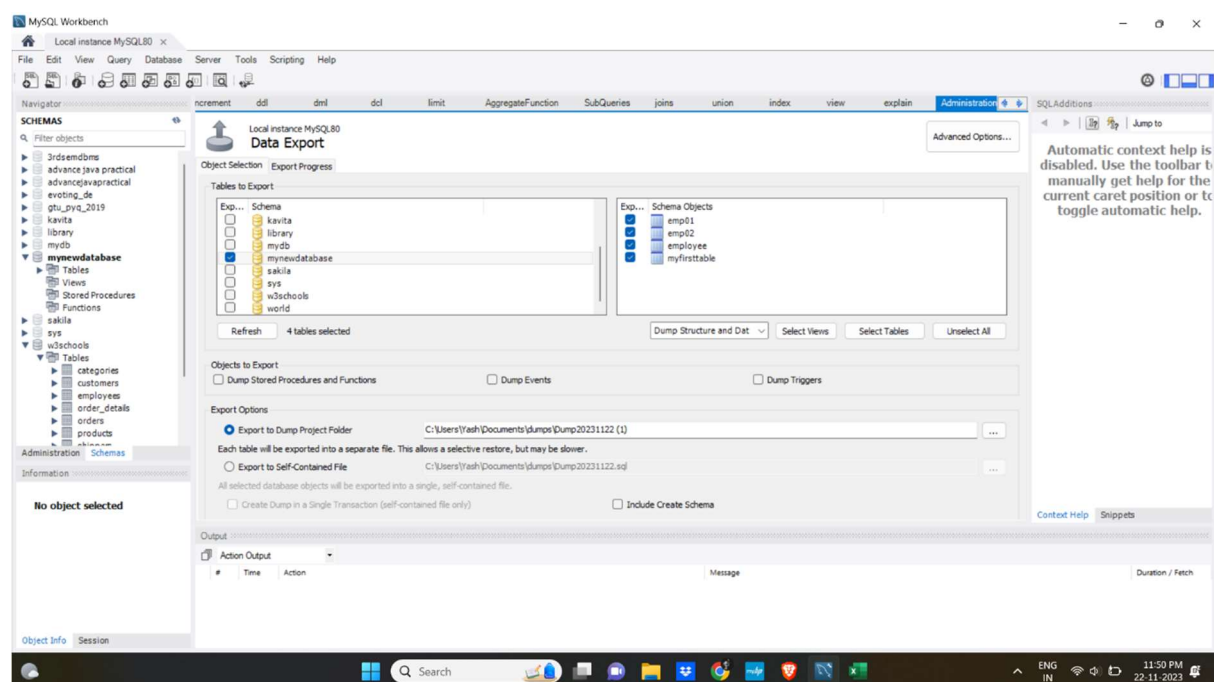 MySQL Workbench
Local instance MySQL80
File Edit View Query Database Server Tools Scripting Help
Navigator
SCHEMAS
Filter objects
3rdsemdbms
advance java practical
advancejavapractical
evoting_de
gtu_pyq_2019
kavita
library
mydb
mynewdatabase
Tables
Views
Stored Procedures
Functions
sakila
sys
w3schools
Tables
categories
customers
employees
order_details
orders
products
Administration Schemas
Information
No object selected
Object Info Session
ncrement ddl dml dcl limit AggregateFunction SubQueries joins union index view explain Administration
Local instance MySQL80
Data Export
Advanced Options...
Object Selection Export Progress
Tables to Export
Exp... Schema
kavita
library
mydb
mynewdatabase
sakila
sys
w3schools
world
Exp... Schema Objects
emp01
emp02
employee
myfirsttable
Refresh 4 tables selected Dump Structure and Dat Select Views Select Tables Unselect All
Objects to Export
Dump Stored Procedures and Functions Dump Events Dump Triggers
Export Options
Export to Dump Project Folder C:\Users\Yash\Documents\dumps\Dump20231122 (1) ...
Each table will be exported into a separate file. This allows a selective restore, but may be slower.
Export to Self-Contained File C:\Users\Yash\Documents\dumps\Dump20231122.sql ...
All selected database objects will be exported into a single, self-contained file.
Create Dump in a Single Transaction (self-contained file only) Include Create Schema
Output
Action Output
# Time Action Message Duration / Fetch
SQLAdditions
Jump to
Automatic context help is
disabled. Use the toolbar
manually get help for the
current caret position or
toggle automatic help.
Context Help Snippets
Search
ENG
IN
11:50 PM
22-11-2023